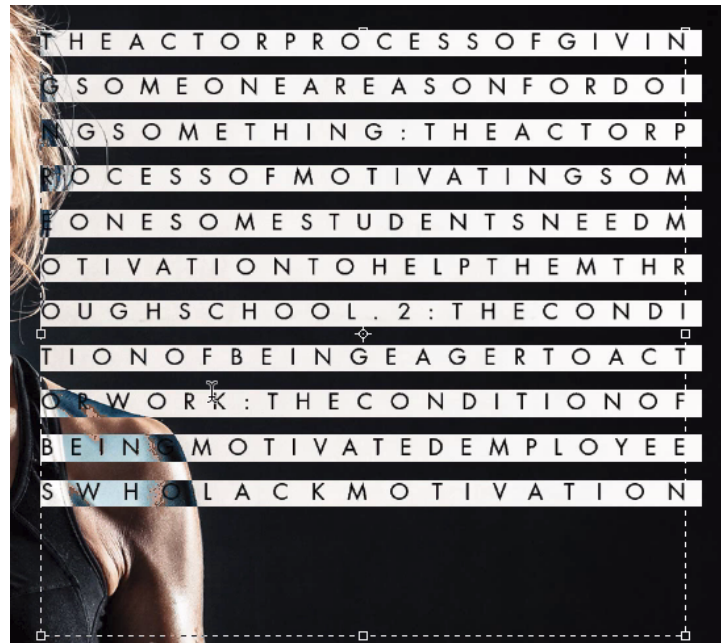 THEACTORPROCESSOFGIVIN
GSOMEONEAREASONFORDOI
NGSOMETHING:THEACTORP
ROCESSOFMOTIVATINGSOM
EONESOMESTUDENTSNEEDM
OTIVATIONTOHELPTHEMTHR
OUGHSCHOOL.2:THECONDI
TIONOFBEINGEAGERTOACT
ORWORK:THECONDITIONOF
BEINGMOTIVATEDEMPLOYEE
SWHOLACKMOTIVATION